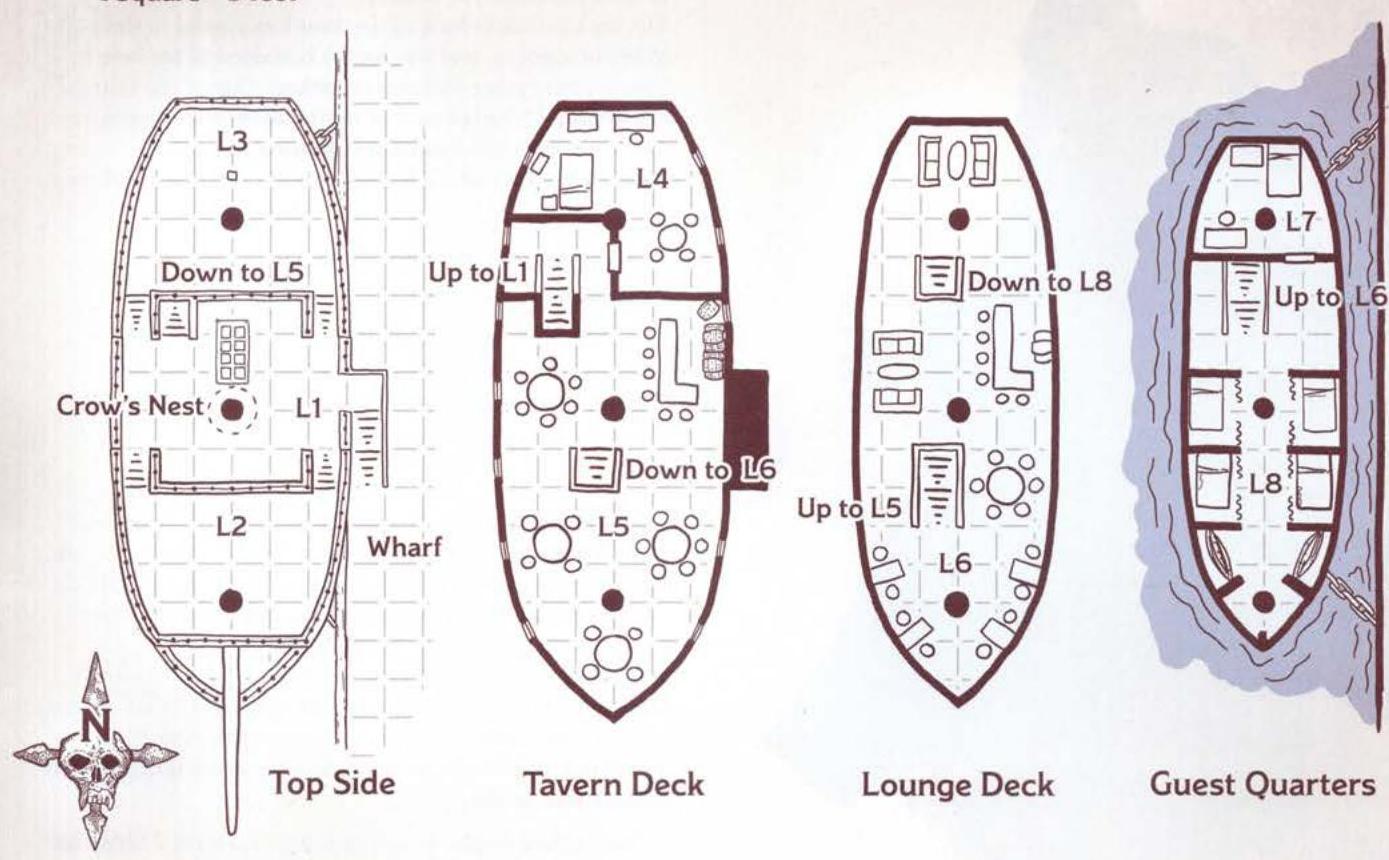 L3
Down to L5
Crow's Nest
L1
L2
Wharf
N
Top Side
L4
Up to L1
Down to L6
L5
Tavern Deck
Down to L8
Up to L5
L6
Lounge Deck
L7
Up to L6
L8
Guest Quarters